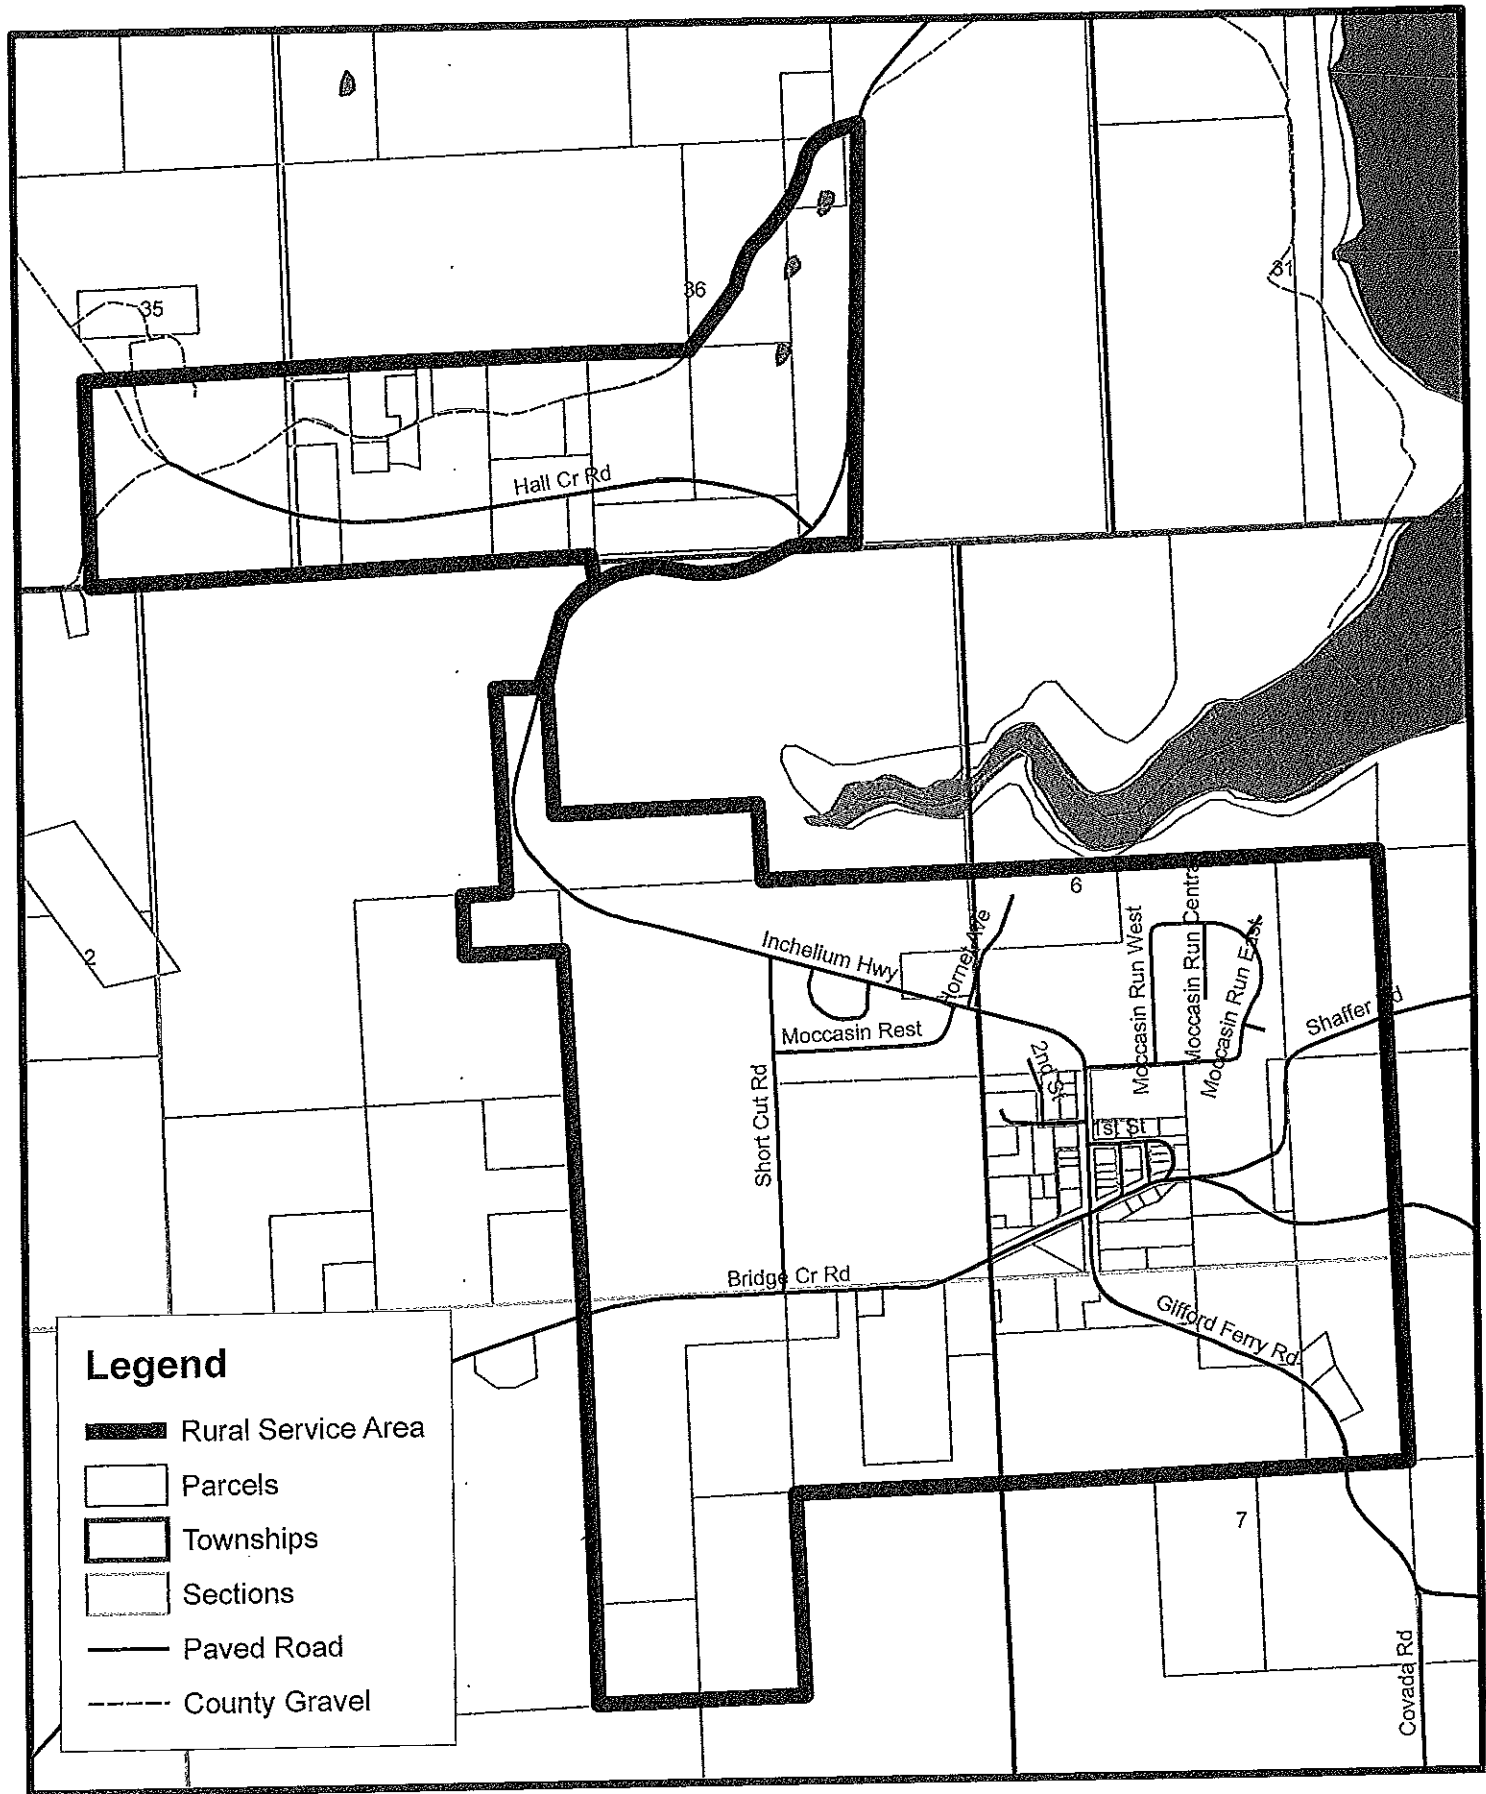 36
31
35
Hall Cr Rd
6
Inchelium Hwy
Hornet Ave
Moccasin Run West
Moccasin Run Central
Moccasin Run East
Shaffer Rd
2
Moccasin Rest
2nd St
Short Cut Rd
1st St
Bridge Cr Rd
Gifford Ferry Rd
7
Covada Rd
Legend
Rural Service Area
Parcels
Townships
Sections
Paved Road
County Gravel